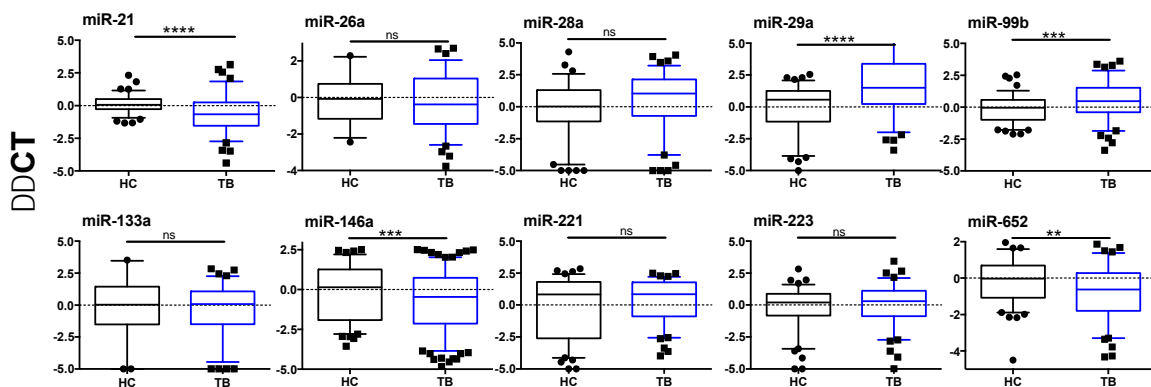 miR-21
miR-26a
miR-28a
miR-29a
miR-99b
****
ns
ns
****
***
5.0
2.5
0.0
-2.5
-5.0
HC
TB
2
0
-2
-4
HC
TB
5.0
2.5
0.0
-2.5
-5.0
HC
TB
5.0
2.5
0.0
-2.5
-5.0
HC
TB
5.0
2.5
0.0
-2.5
-5.0
HC
TB
DDCT
miR-133a
miR-146a
miR-221
miR-223
miR-652
ns
***
ns
ns
**
5.0
2.5
0.0
-2.5
-5.0
HC
TB
2.5
0.0
-2.5
-5.0
HC
TB
5.0
2.5
0.0
-2.5
-5.0
HC
TB
5.0
2.5
0.0
-2.5
-5.0
HC
TB
2
0
-2
-4
HC
TB